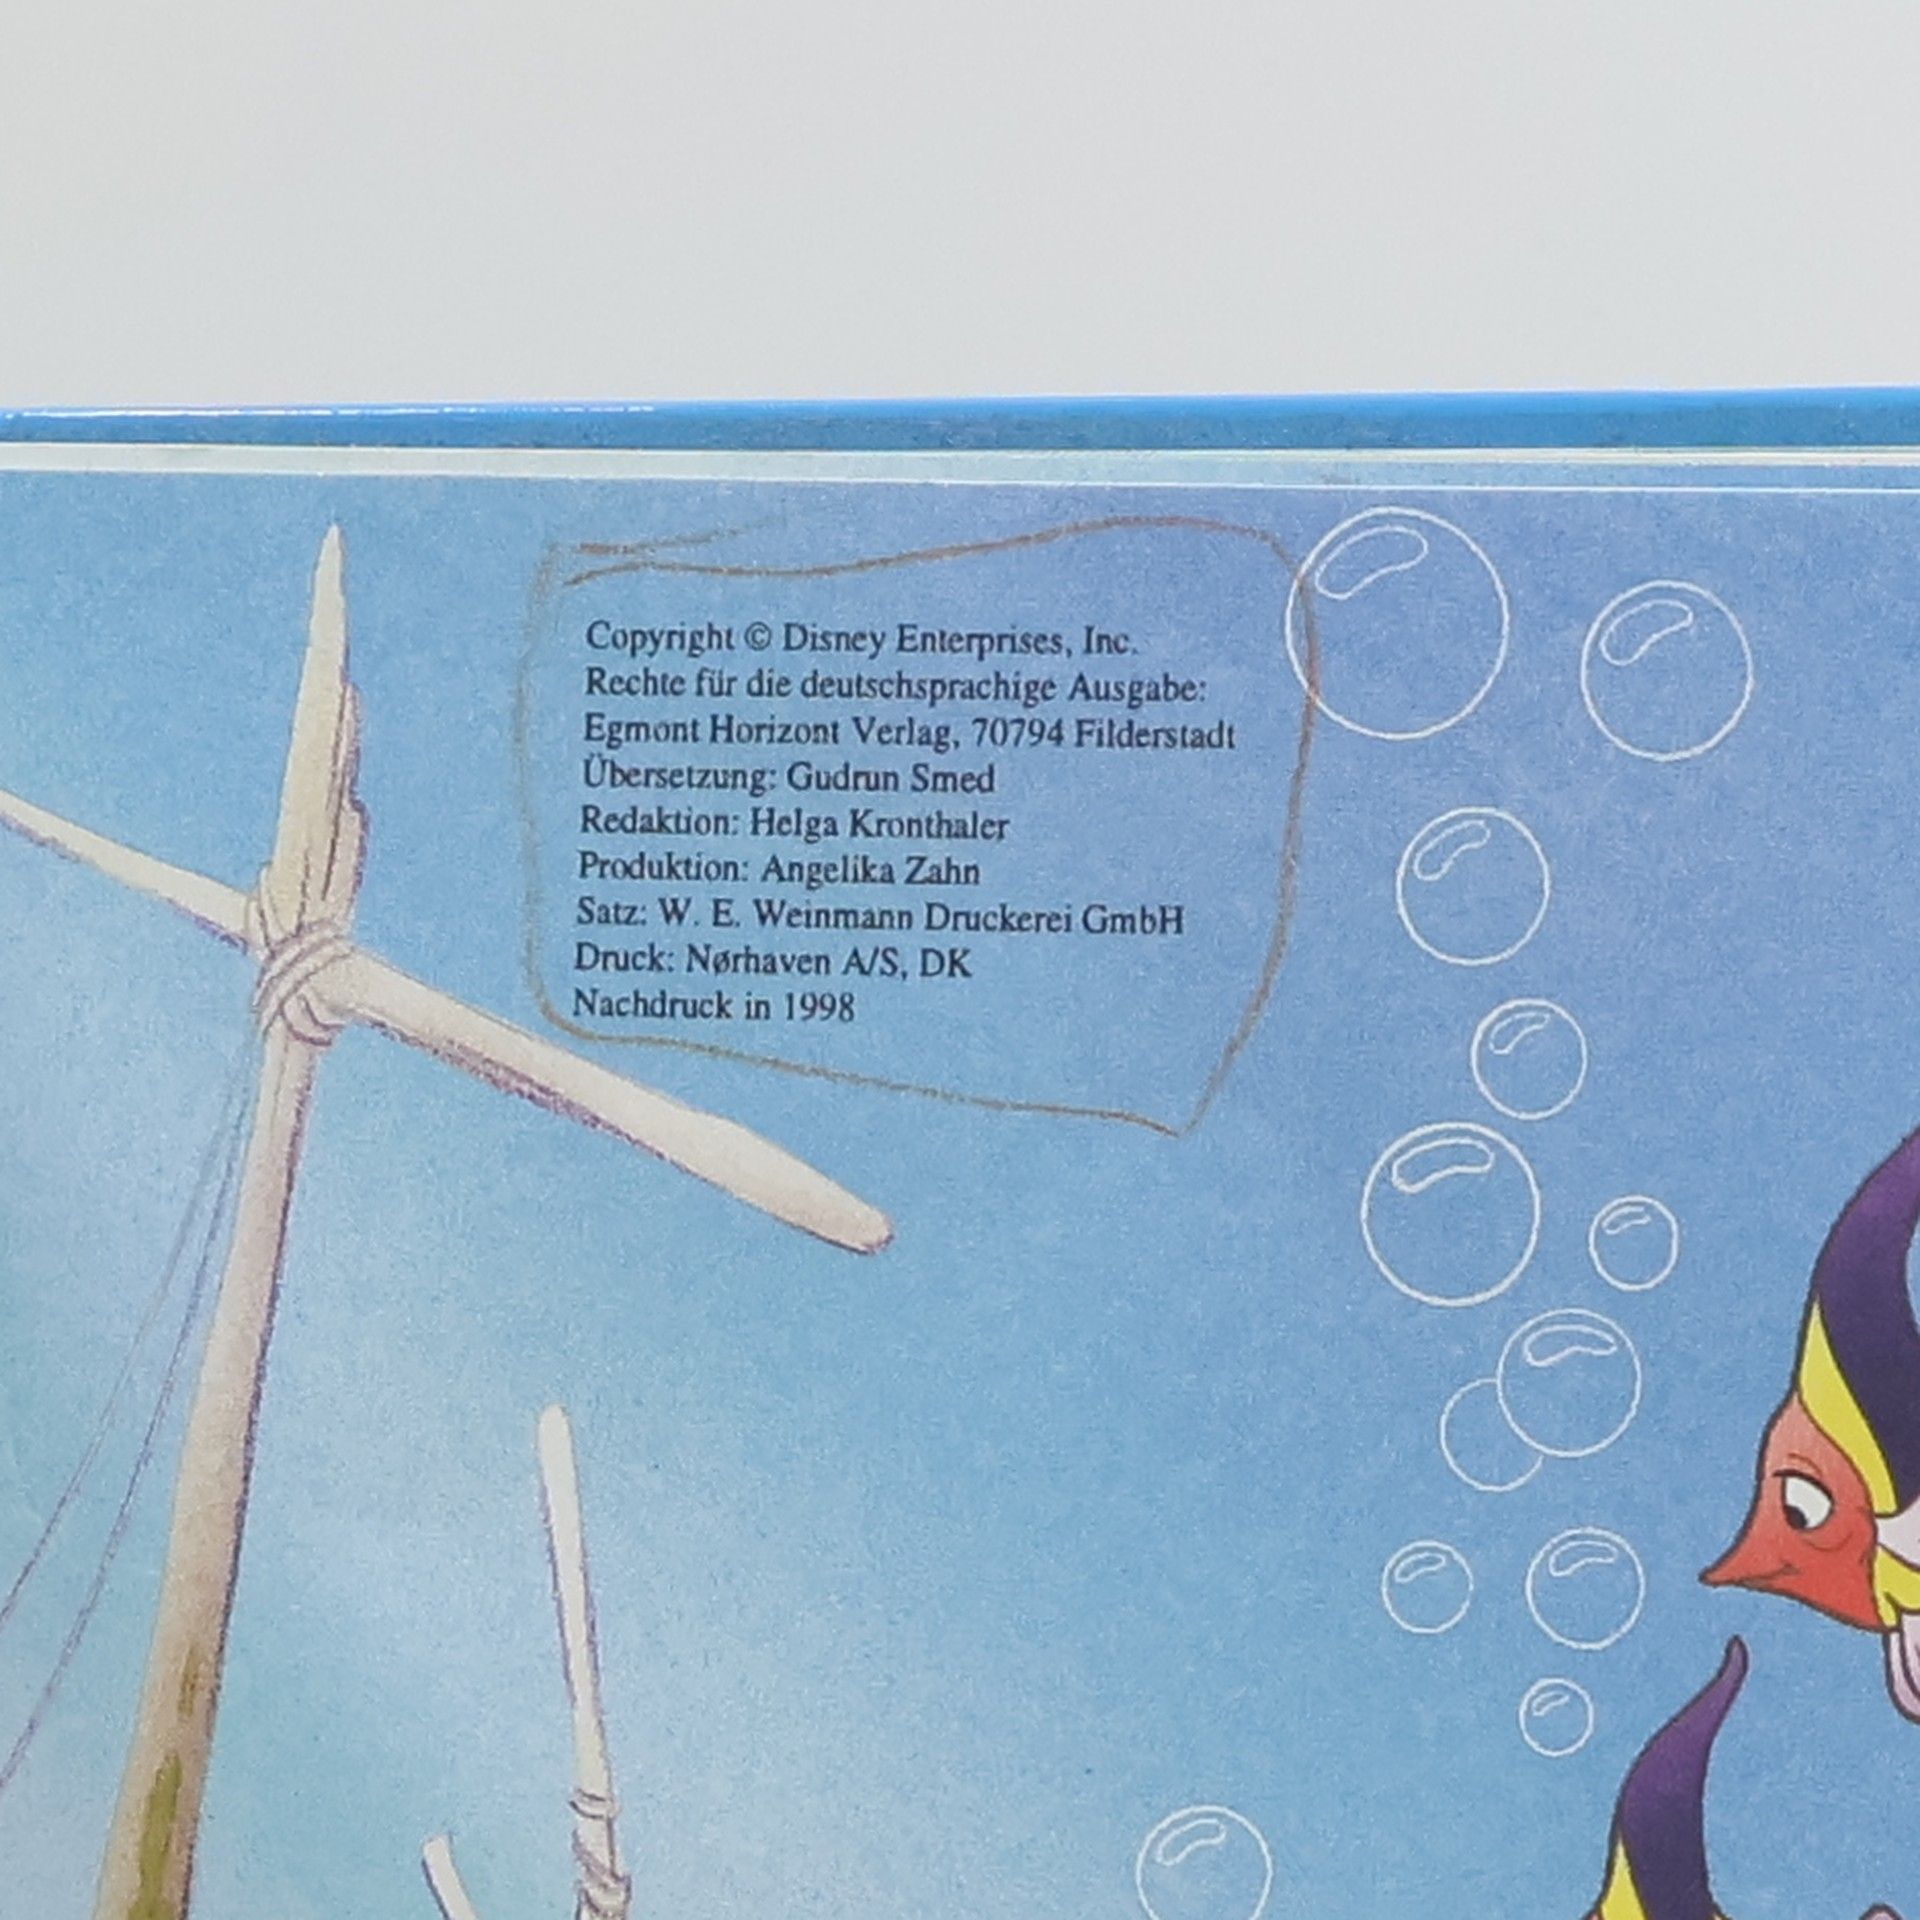 Copyright © Disney Enterprises, Inc.
Rechte für die deutschsprachige Ausgabe:
Egmont Horizont Verlag, 70794 Filderstadt
Übersetzung: Gudrun Smed
Redaktion: Helga Kronthaler
Produktion: Angelika Zahn
Satz: W. E. Weinmann Druckerei GmbH
Druck: Nørhaven A/S, DK
Nachdruck in 1998